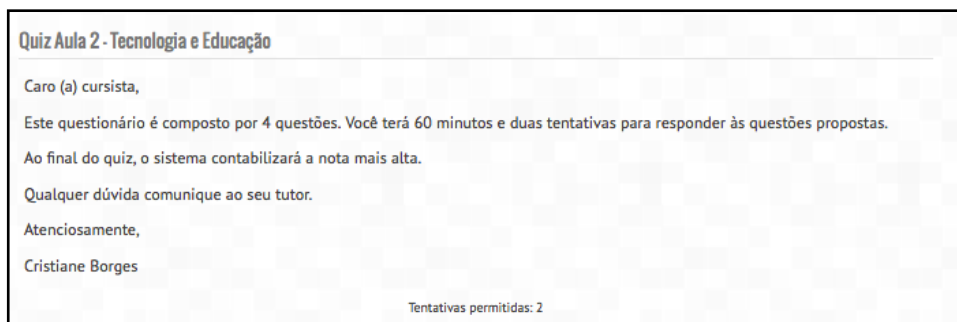 Quiz Aula 2 - Tecnologia e Educação
Caro (a) cursista,
Este questionário é composto por 4 questões. Você terá 60 minutos e duas tentativas para responder às questões propostas.
Ao final do quiz, o sistema contabilizará a nota mais alta.
Qualquer dúvida comunique ao seu tutor.
Atenciosamente,
Cristiane Borges
Tentativas permitidas: 2